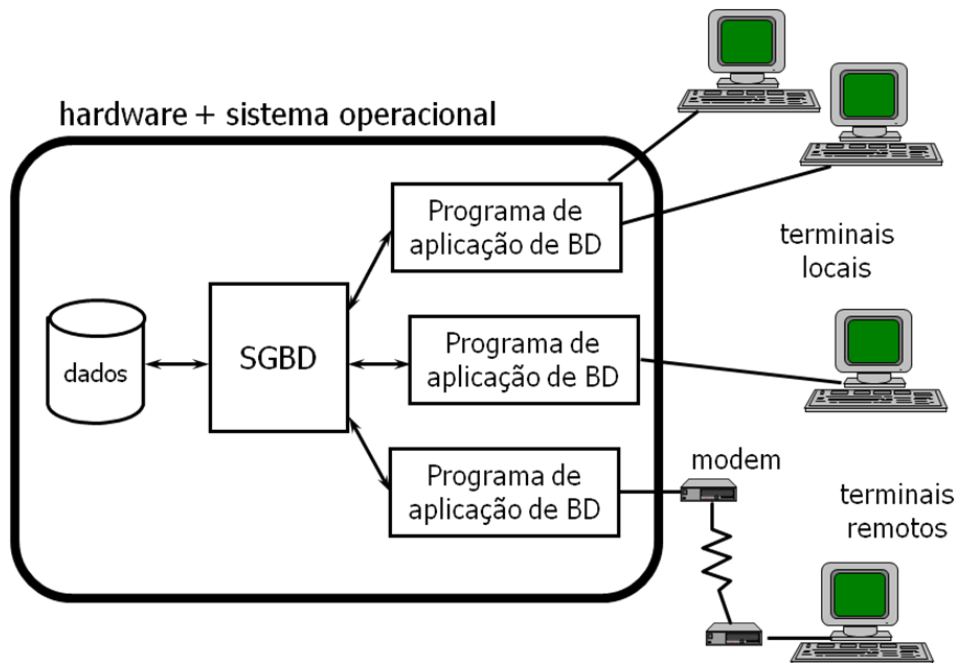 hardware + sistema operacional
Programa de
aplicação de BD
terminais
locais
dados
SGBD
Programa de
aplicação de BD
Programa de
aplicação de BD
modem
terminais
remotos